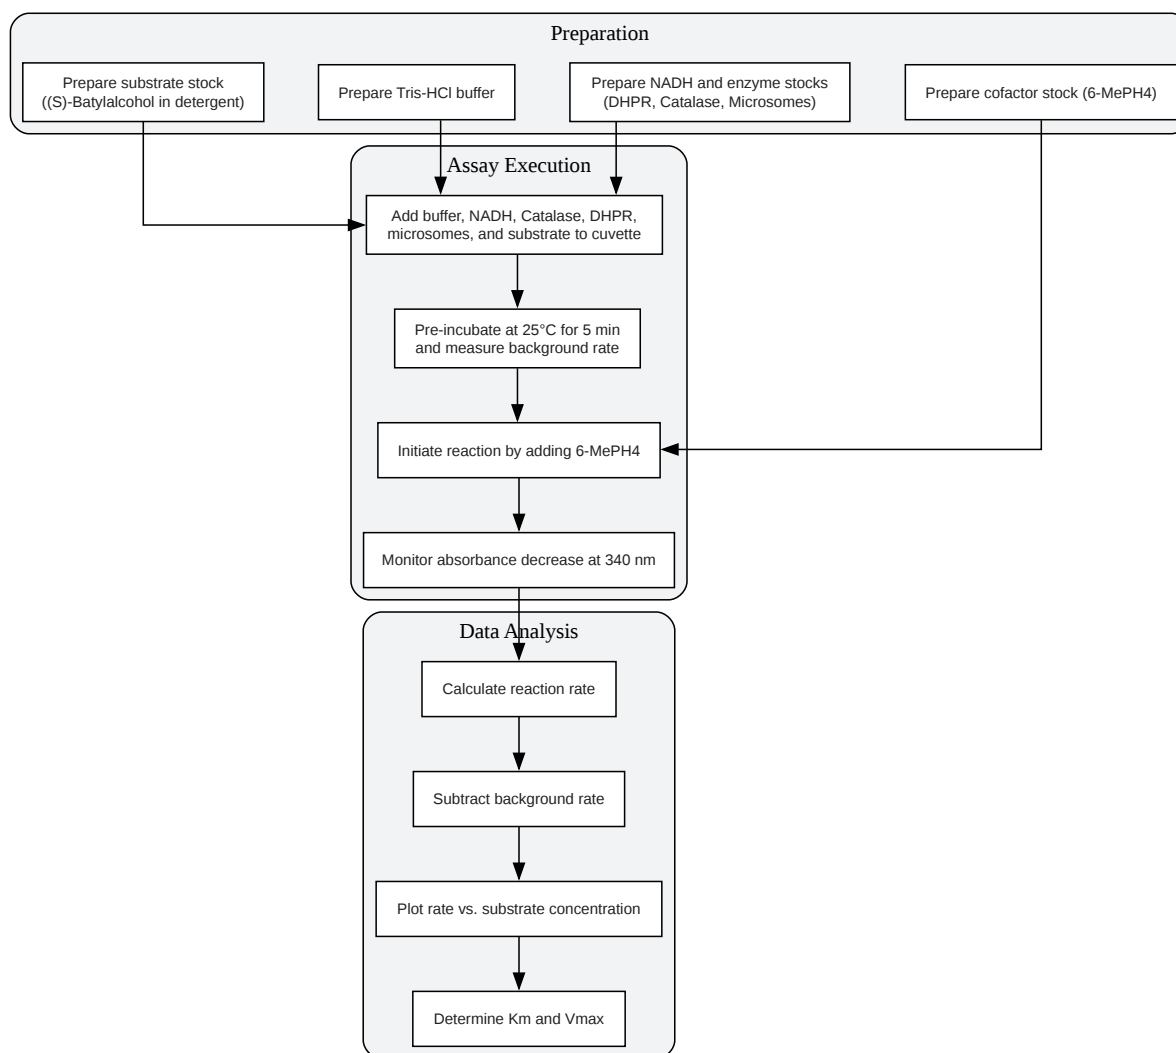 Preparation
Prepare substrate stock
((S)-Batylalcohol in detergent)
Prepare Tris-HCl buffer
Prepare NADH and enzyme stocks
(DHPR, Catalase, Microsomes)
Prepare cofactor stock (6-MePH4)
Assay Execution
Add buffer, NADH, Catalase, DHPR,
microsomes, and substrate to cuvette
Pre-incubate at 25°C for 5 min
and measure background rate
Initiate reaction by adding 6-MePH4
Monitor absorbance decrease at 340 nm
Data Analysis
Calculate reaction rate
Subtract background rate
Plot rate vs. substrate concentration
Determine Km and Vmax